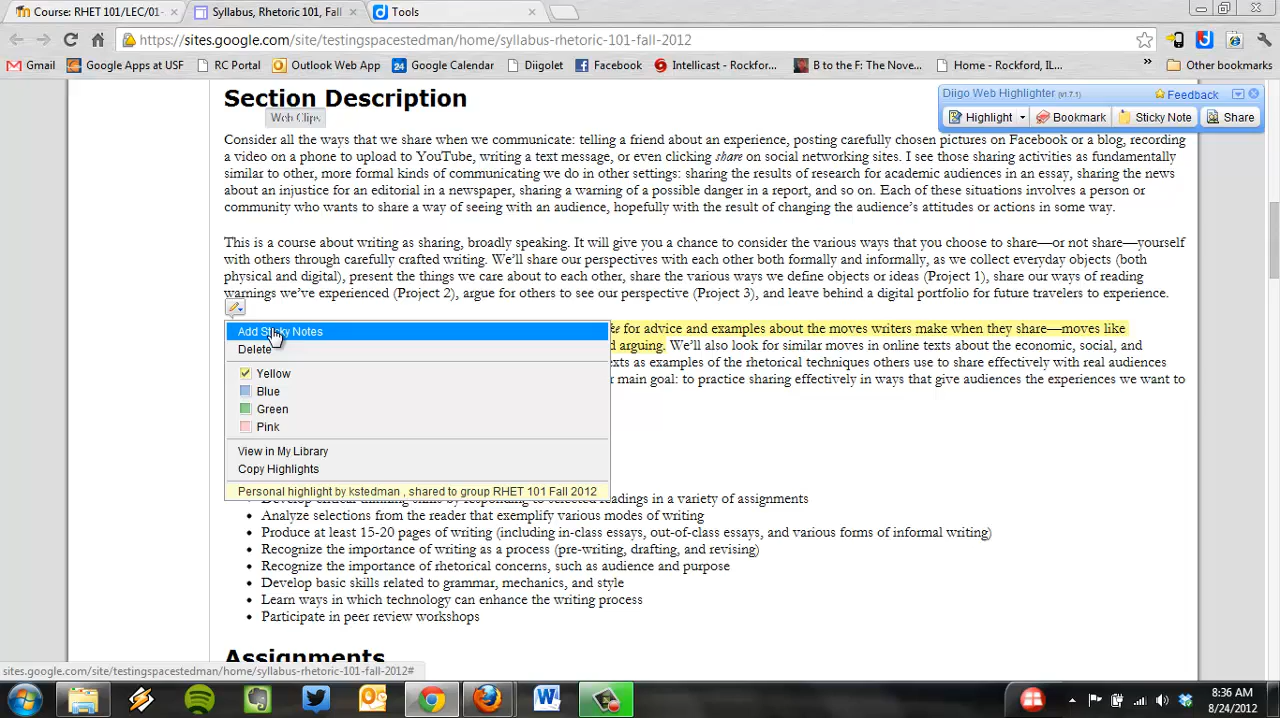 Course: RHET 101/LEC/01-
Syllabus, Rhetoric 101, Fall
Tools
https://sites.google.com/site/testingspacestedman/home/syllabus-rhetoric-101-fall-2012
Gmail Google Apps at USF RC Portal Outlook Web App 24 Google Calendar Diigolet Facebook Intellicast - Rockfor... B to the F: The Nove... Home - Rockford, IL... » Other bookmarks
Section Description
Web Clips
Diigo Web Highlighter (v1.7.1) Feedback
Highlight Bookmark Sticky Note Share
Consider all the ways that we share when we communicate: telling a friend about an experience, posting carefully chosen pictures on Facebook or a blog, recording
a video on a phone to upload to YouTube, writing a text message, or even clicking share on social networking sites. I see those sharing activities as fundamentally
similar to other, more formal kinds of communicating we do in other settings: sharing the results of research for academic audiences in an essay, sharing the news
about an injustice for an editorial in a newspaper, sharing a warning of a possible danger in a report, and so on. Each of these situations involves a person or
community who wants to share a way of seeing with an audience, hopefully with the result of changing the audience's attitudes or actions in some way.
This is a course about writing as sharing, broadly speaking. It will give you a chance to consider the various ways that you choose to share—or not share—yourself
with others through carefully crafted writing. We'll share our perspectives with each other both formally and informally, as we collect everyday objects (both
physical and digital), present the things we care about to each other, share the various ways we define objects or ideas (Project 1), share our ways of reading
warnings we've experienced (Project 2), argue for others to see our perspective (Project 3), and leave behind a digital portfolio for future travelers to experience.
for advice and examples about the moves writers make when they share—moves like
d arguing. We'll also look for similar moves in online texts about the economic, social, and
exts as examples of the rhetorical techniques others use to share effectively with real audiences
r main goal: to practice sharing effectively in ways that give audiences the experiences we want to
Add Sticky Notes
Delete
Yellow
Blue
Green
Pink
View in My Library
Copy Highlights
Personal highlight by kstedman , shared to group RHET 101 Fall 2012
Develop critical thinking skills by responding to selected readings in a variety of assignments
Analyze selections from the reader that exemplify various modes of writing
Produce at least 15-20 pages of writing (including in-class essays, out-of-class essays, and various forms of informal writing)
Recognize the importance of writing as a process (pre-writing, drafting, and revising)
Recognize the importance of rhetorical concerns, such as audience and purpose
Develop basic skills related to grammar, mechanics, and style
Learn ways in which technology can enhance the writing process
Participate in peer review workshops
Assignments
sites.google.com/site/testingspacestedman/home/syllabus-rhetoric-101-fall-2012#
8:36 AM
8/24/2012